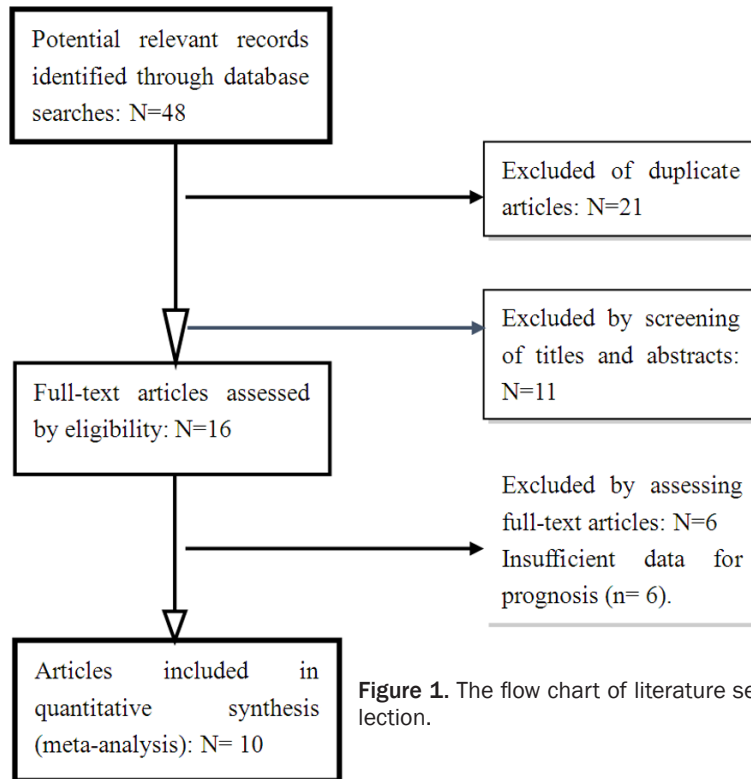 Potential relevant records
identified through database
searches: N=48
Excluded of duplicate
articles: N=21
Excluded by screening
of titles and abstracts:
N=11
Full-text articles assessed
by eligibility: N=16
Excluded by assessing
full-text articles: N=6
Insufficient data for
prognosis (n= 6).
Articles included in
quantitative synthesis
(meta-analysis): N= 10
Figure 1. The flow chart of literature se-
lection.